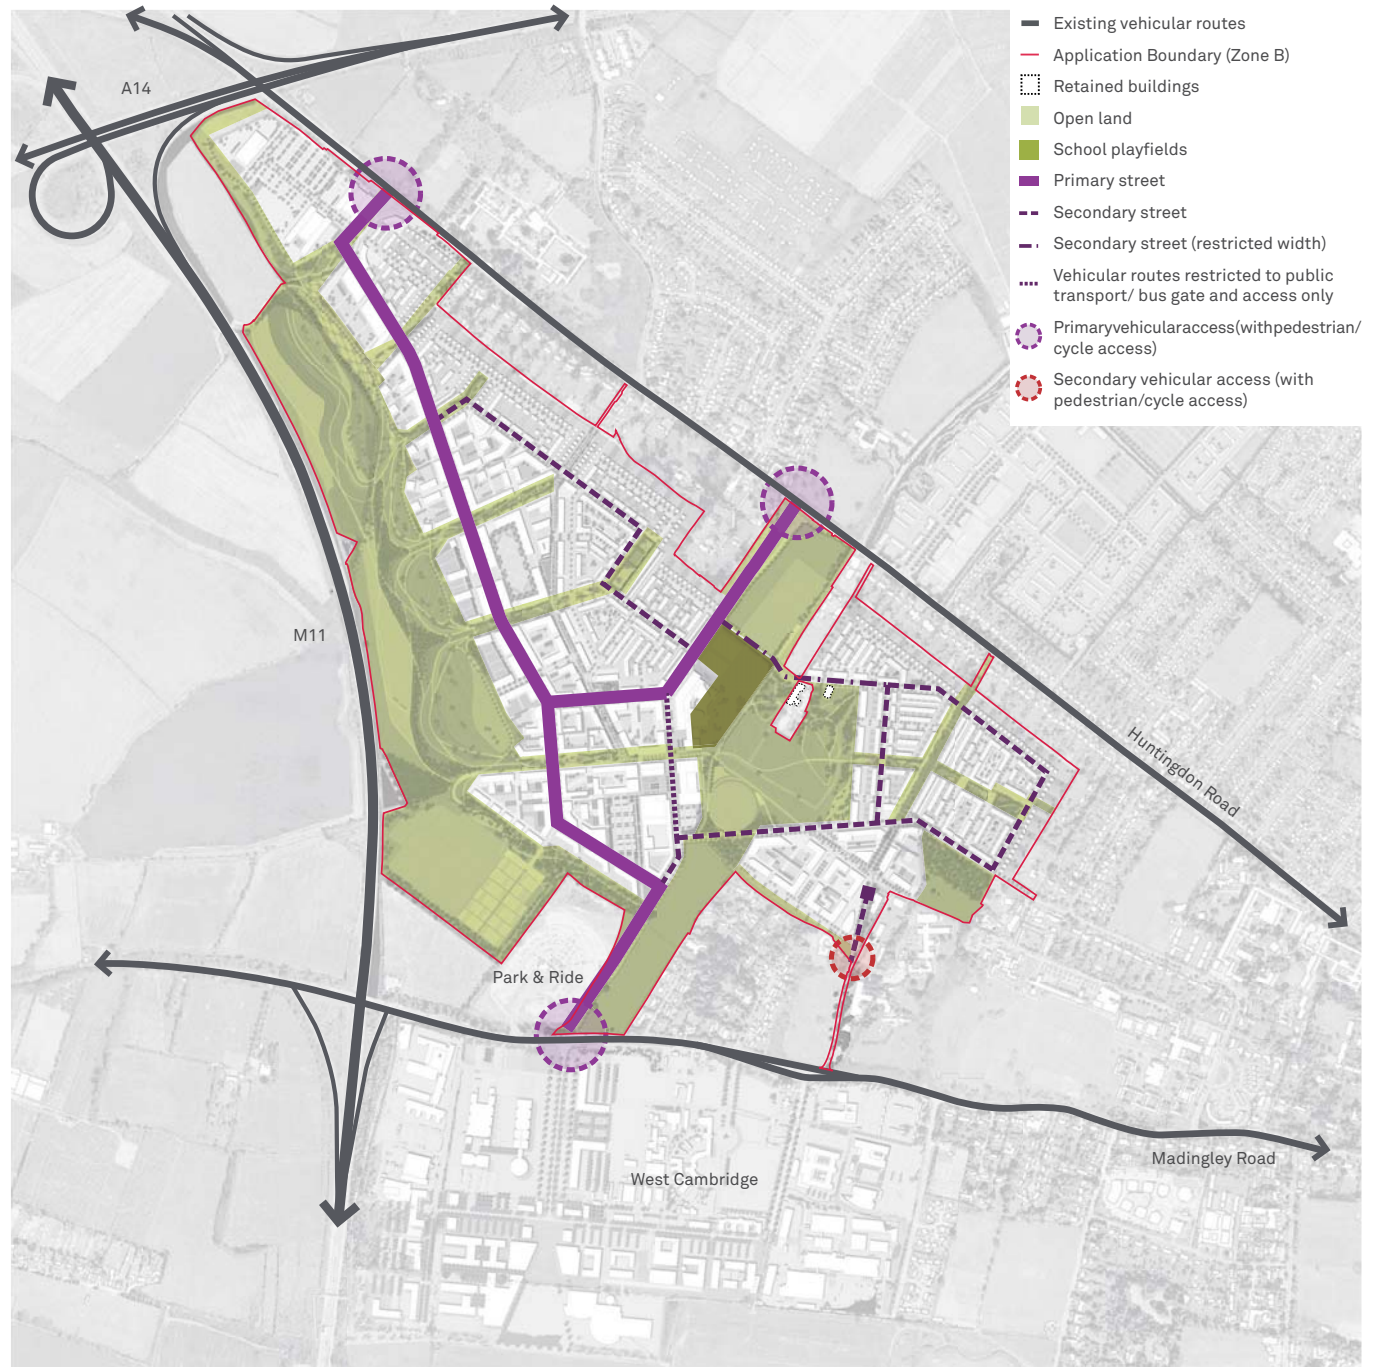 Existing vehicular routes
Application Boundary (Zone B)
Retained buildings
Open land
School playfields
Primary street
Secondary street
Secondary street (restricted width)
Vehicular routes restricted to public
transport/ bus gate and access only
Primaryvehicularaccess(withpedestrian/
cycle access)
Secondary vehicular access (with
pedestrian/cycle access)
A14
M11
Huntingdon Road
Park & Ride
Madingley Road
West Cambridge